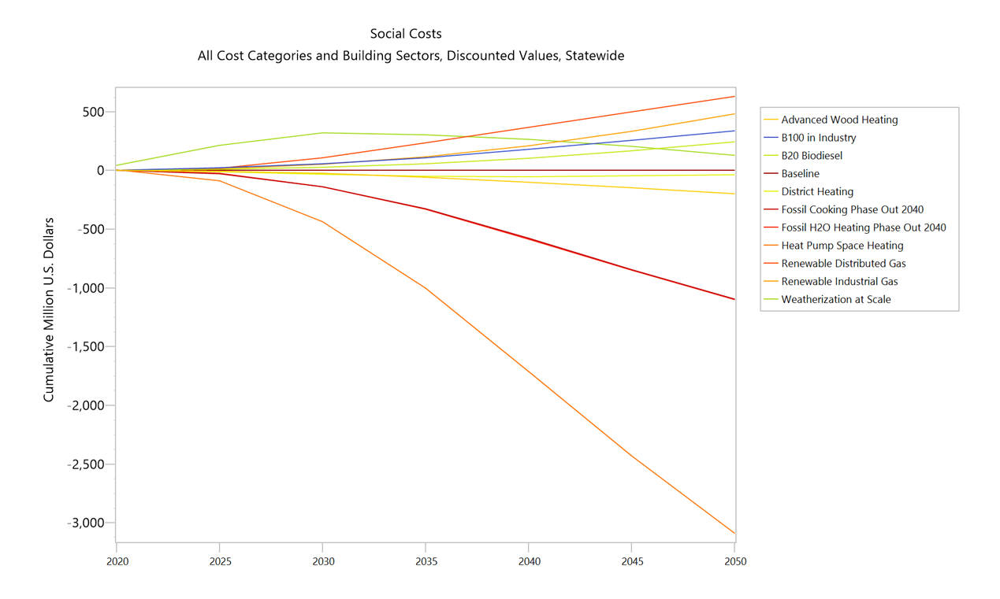 Social Costs
All Cost Categories and Building Sectors, Discounted Values, Statewide
Cumulative Million U.S. Dollars
500
0
-500
-1,000
-1,500
-2,000
-2,500
-3,000
2020 2025 2030 2035 2040 2045 2050
Advanced Wood Heating
B100 in Industry
B20 Biodiesel
Baseline
District Heating
Fossil Cooking Phase Out 2040
Fossil H2O Heating Phase Out 2040
Heat Pump Space Heating
Renewable Distributed Gas
Renewable Industrial Gas
Weatherization at Scale